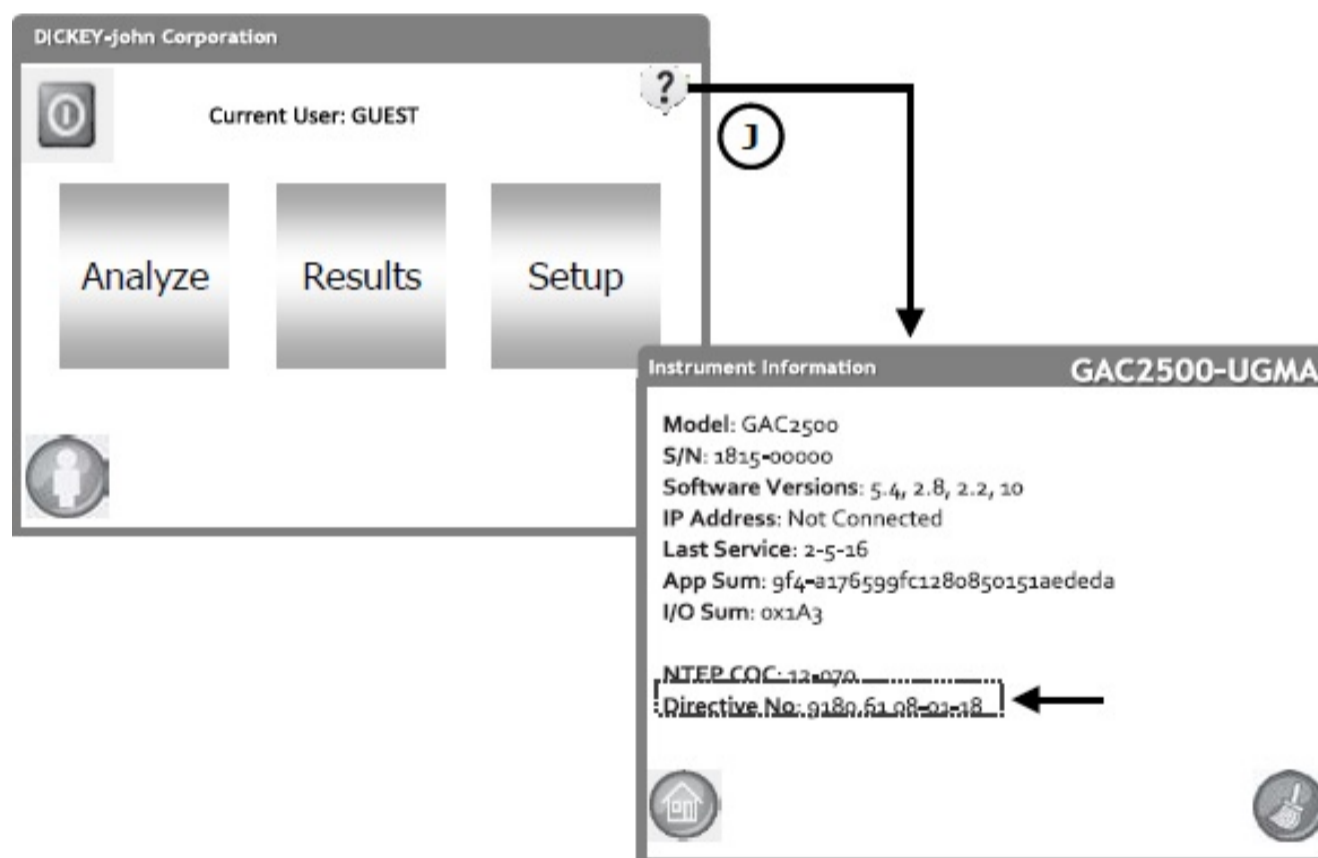 DICKEY-john Corporation
?
Current User: GUEST
J
Analyze
Results
Setup
Instrument Information
GAC2500-UGMA
Model: GAC2500
S/N: 1815-00000
Software Versions: 5.4, 2.8, 2.2, 10
IP Address: Not Connected
Last Service: 2-5-16
App Sum: 9f4-a176599fc1280850151aededa
I/O Sum: 0x1A3
NTEP COC: 12-070
Directive No: 9180.61 08-01-18